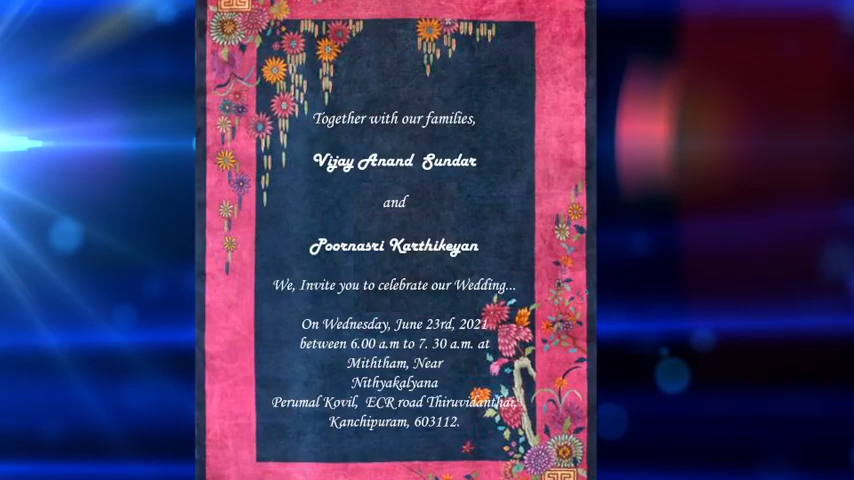 Together with our families,
Vijay Anand Sundar
and
Poornasri Karthikeyan
We, Invite you to celebrate our Wedding...
On Wednesday, June 23rd, 2021
between 6.00 a.m to 7. 30 a.m. at
Miththam, Near
Nithyakalyana
Perumal Kovil, ECR road Thiruvidanthai,
Kanchipuram, 603112.